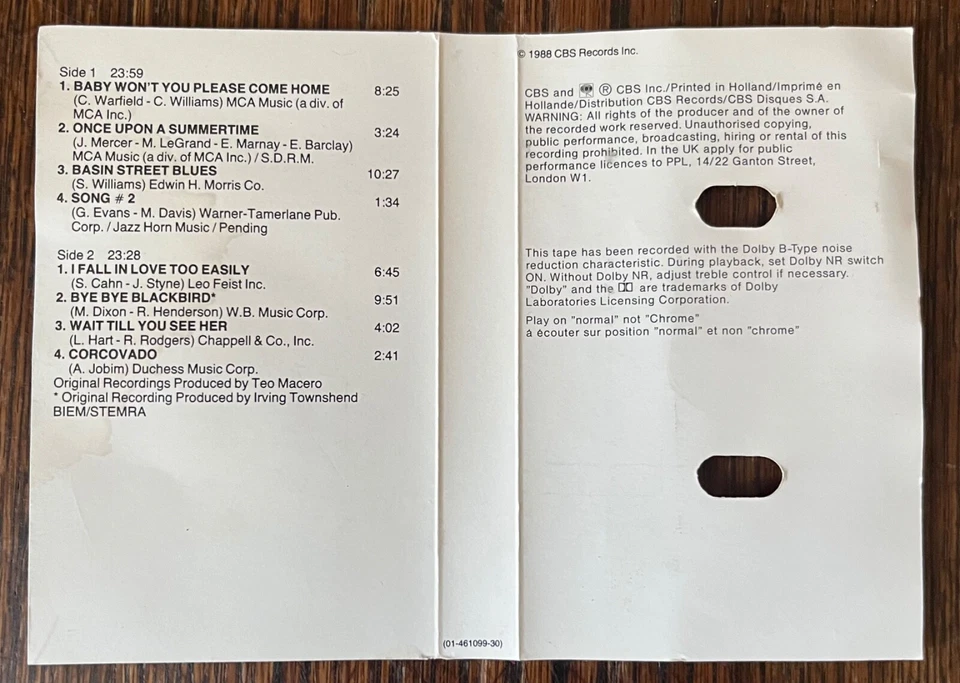 Side 1 23:59
1. BABY WON'T YOU PLEASE COME HOME 8:25
(C. Warfield - C. Williams) MCA Music (a div. of
MCA Inc.)
2. ONCE UPON A SUMMERTIME 3:24
(J. Mercer - M. LeGrand - E. Marnay - E. Barclay)
MCA Music (a div. of MCA Inc.) / S.D.R.M.
3. BASIN STREET BLUES 10:27
(S. Williams) Edwin H. Morris Co.
4. SONG # 2 1:34
(G. Evans - M. Davis) Warner-Tamerlane Pub.
Corp. / Jazz Horn Music / Pending
Side 2 23:28
1. I FALL IN LOVE TOO EASILY 6:45
(S. Cahn - J. Styne) Leo Feist Inc.
2. BYE BYE BLACKBIRD* 9:51
(M. Dixon - R. Henderson) W.B. Music Corp.
3. WAIT TILL YOU SEE HER 4:02
(L. Hart - R. Rodgers) Chappell & Co., Inc.
4. CORCOVADO 2:41
(A. Jobim) Duchess Music Corp.
Original Recordings Produced by Teo Macero
* Original Recording Produced by Irving Townshend
BIEM/STEMRA
(01-461099-30)
© 1988 CBS Records Inc.
CBS and ® CBS Inc./Printed in Holland/Imprimé en
Hollande/Distribution CBS Records/CBS Disques S.A.
WARNING: All rights of the producer and of the owner of
the recorded work reserved. Unauthorised copying,
public performance, broadcasting, hiring or rental of this
recording prohibited. In the UK apply for public
performance licences to PPL, 14/22 Ganton Street,
London W1.
This tape has been recorded with the Dolby B-Type noise
reduction characteristic. During playback, set Dolby NR switch
ON. Without Dolby NR, adjust treble control if necessary.
"Dolby" and the are trademarks of Dolby
Laboratories Licensing Corporation.
Play on "normal" not "Chrome"
á écouter sur position "normal" et non "chrome"